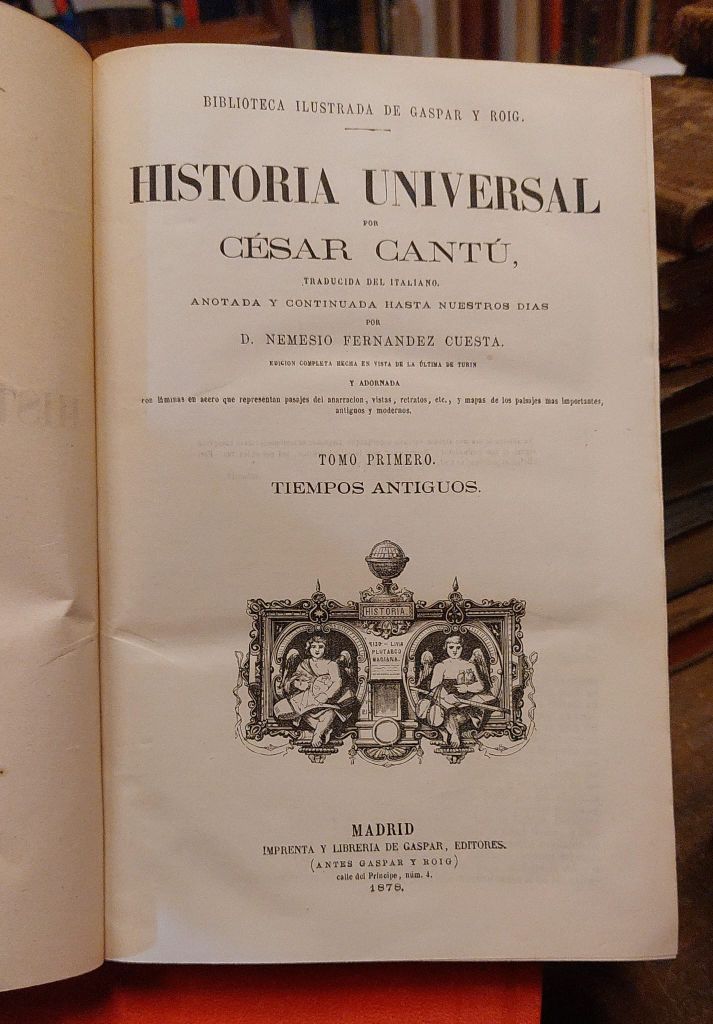 BIBLIOTECA ILUSTRADA DE GASPAR Y ROIG.
HISTORIA UNIVERSAL
POR
CÉSAR CANTÚ,
TRADUCIDA DEL ITALIANO,
ANOTADA Y CONTINUADA HASTA NUESTROS DIAS
POR
D. NEMESIO FERNANDEZ CUESTA.
EDICION COMPLETA HECHA EN VISTA DE LA ÚLTIMA DE TURIN
Y ADORNADA
con láminas en acero que representan pasajes del anarracion, vistas, retratos, etc., y mapas de los paisajes mas importantes,
antiguos y modernos.
TOMO PRIMERO.
TIEMPOS ANTIGUOS.
HISTORIA
PLUTARCO
MARIANA.
MADRID
IMPRENTA Y LIBRERIA DE GASPAR, EDITORES.
(ANTES GASPAR Y ROIG)
calle del Príncipe, núm. 4.
1878.